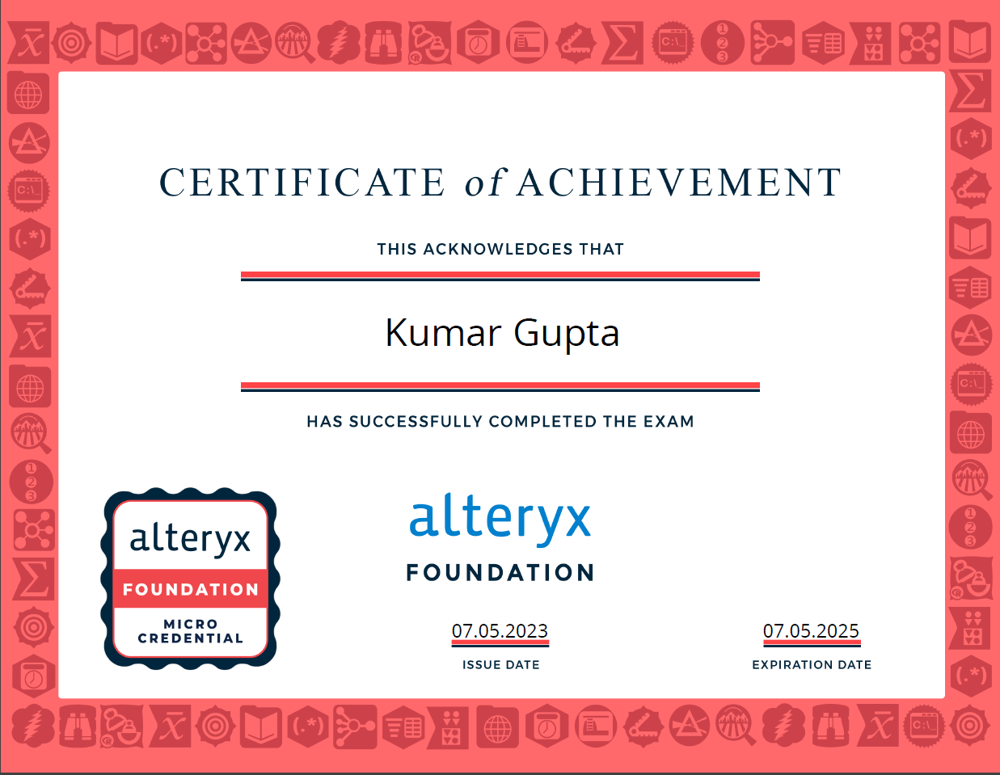 CERTIFICATE of ACHIEVEMENT
THIS ACKNOWLEDGES THAT
Kumar Gupta
HAS SUCCESSFULLY COMPLETED THE EXAM
alteryx
FOUNDATION
MICRO
CREDENTIAL
alteryx
FOUNDATION
07.05.2023
ISSUE DATE
07.05.2025
EXPIRATION DATE